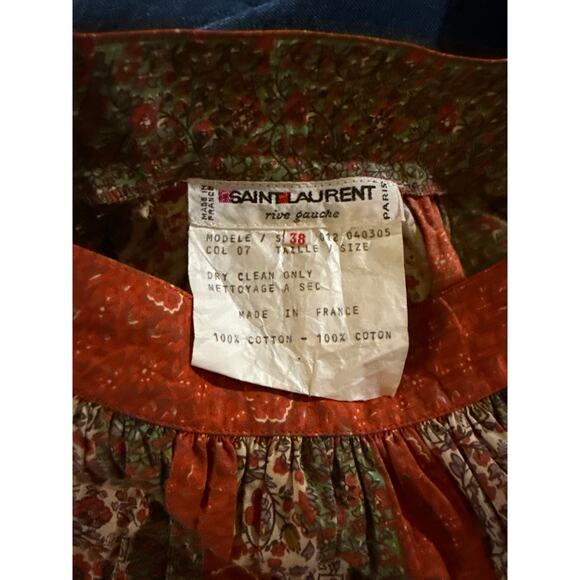 MADE IN FRANCE
SAINT LAURENT
rive gauche
PARIS
MODELE / S 38 012 040305
COL 07 TAILLE / SIZE
DRY CLEAN ONLY
NETTOYAGE A SEC
MADE IN FRANCE
100% COTTON - 100% COTON